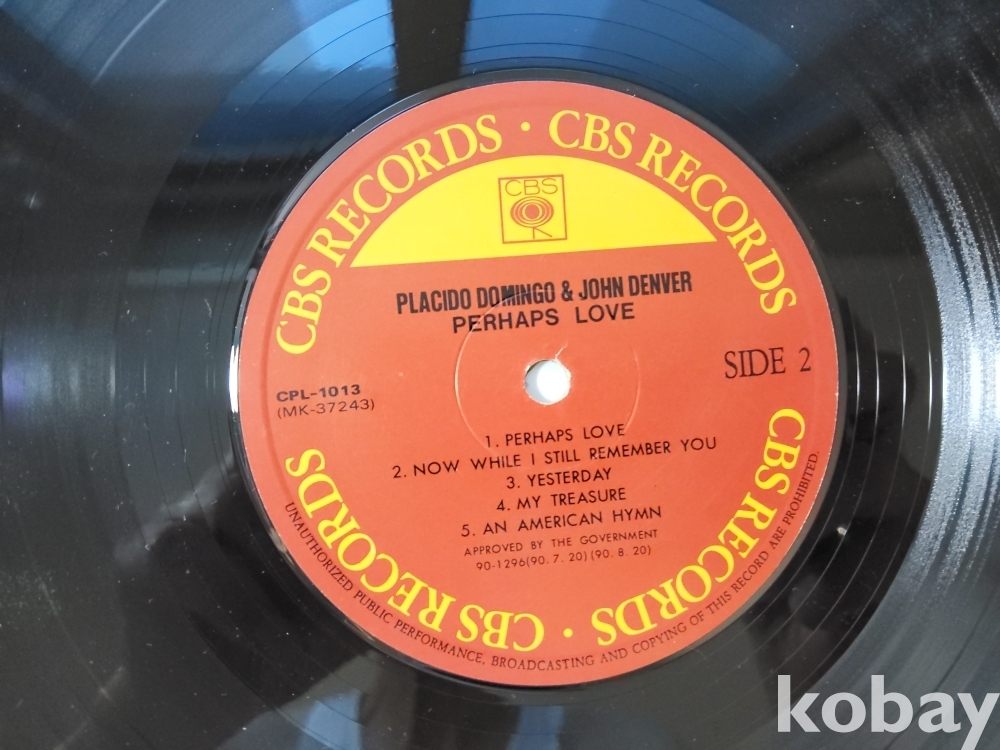 CBS RECORDS · CBS RECORDS
CBS
PLACIDO DOMINGO & JOHN DENVER
PERHAPS LOVE
SIDE 2
CPL-1013
(MK-37243)
1. PERHAPS LOVE
2. NOW WHILE I STILL REMEMBER YOU
3. YESTERDAY
4. MY TREASURE
5. AN AMERICAN HYMN
APPROVED BY THE GOVERNMENT
90-1296(90. 7. 20)(90. 8. 20)
CBS RECORDS · CBS RECORDS
UNAUTHORIZED PUBLIC PERFORMANCE, BROADCASTING AND COPYING OF THIS RECORD ARE PROHIBITED.
kobay